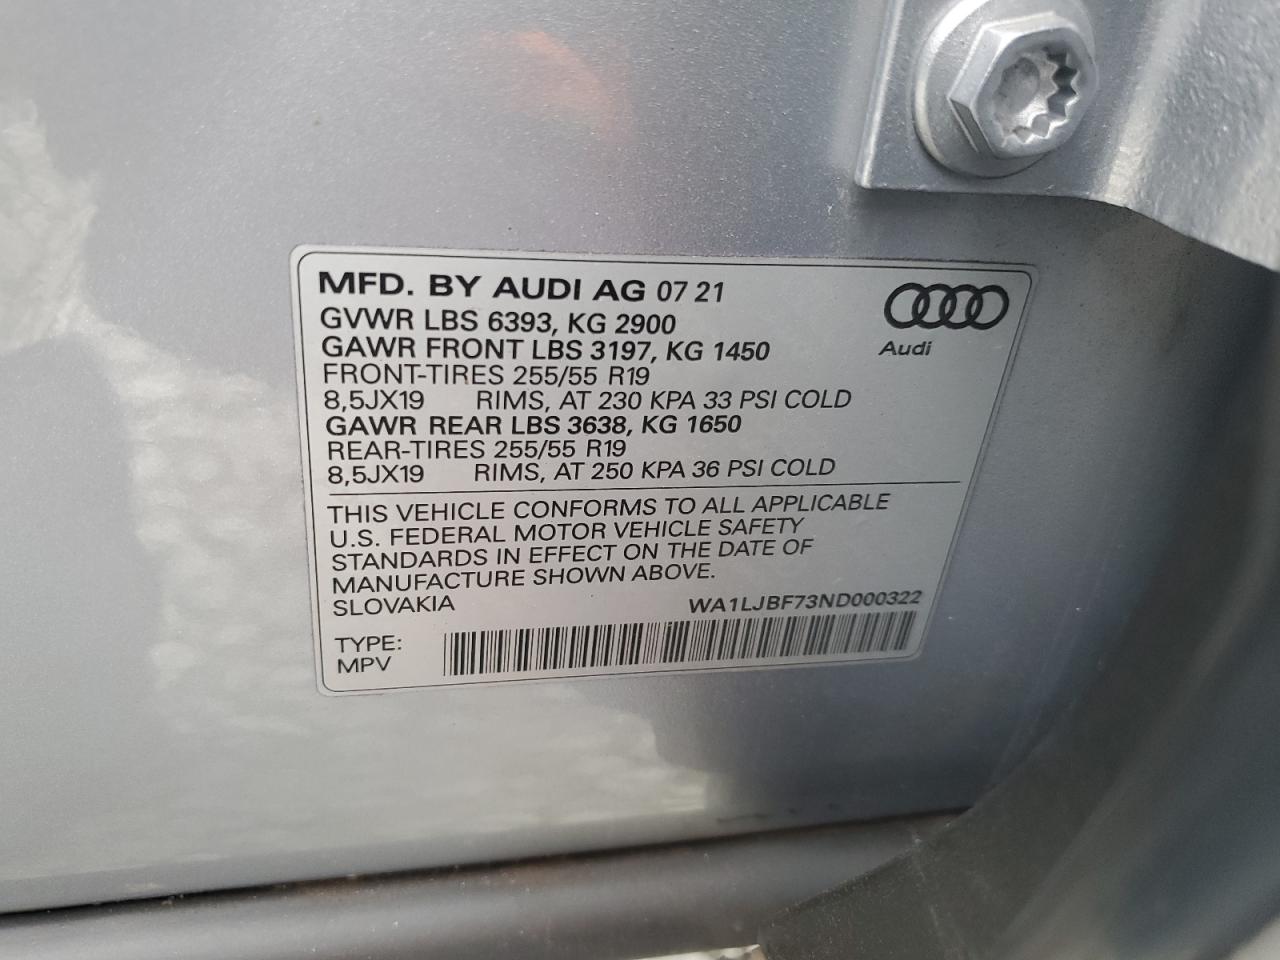 MFD. BY AUDI AG 07 21
GVWR LBS 6393, KG 2900
GAWR FRONT LBS 3197, KG 1450
FRONT-TIRES 255/55 R19
8,5JX19 RIMS, AT 230 KPA 33 PSI COLD
GAWR REAR LBS 3638, KG 1650
REAR-TIRES 255/55 R19
8,5JX19 RIMS, AT 250 KPA 36 PSI COLD
Audi
THIS VEHICLE CONFORMS TO ALL APPLICABLE
U.S. FEDERAL MOTOR VEHICLE SAFETY
STANDARDS IN EFFECT ON THE DATE OF
MANUFACTURE SHOWN ABOVE.
SLOVAKIA WA1LJBF73ND000322
TYPE:
MPV